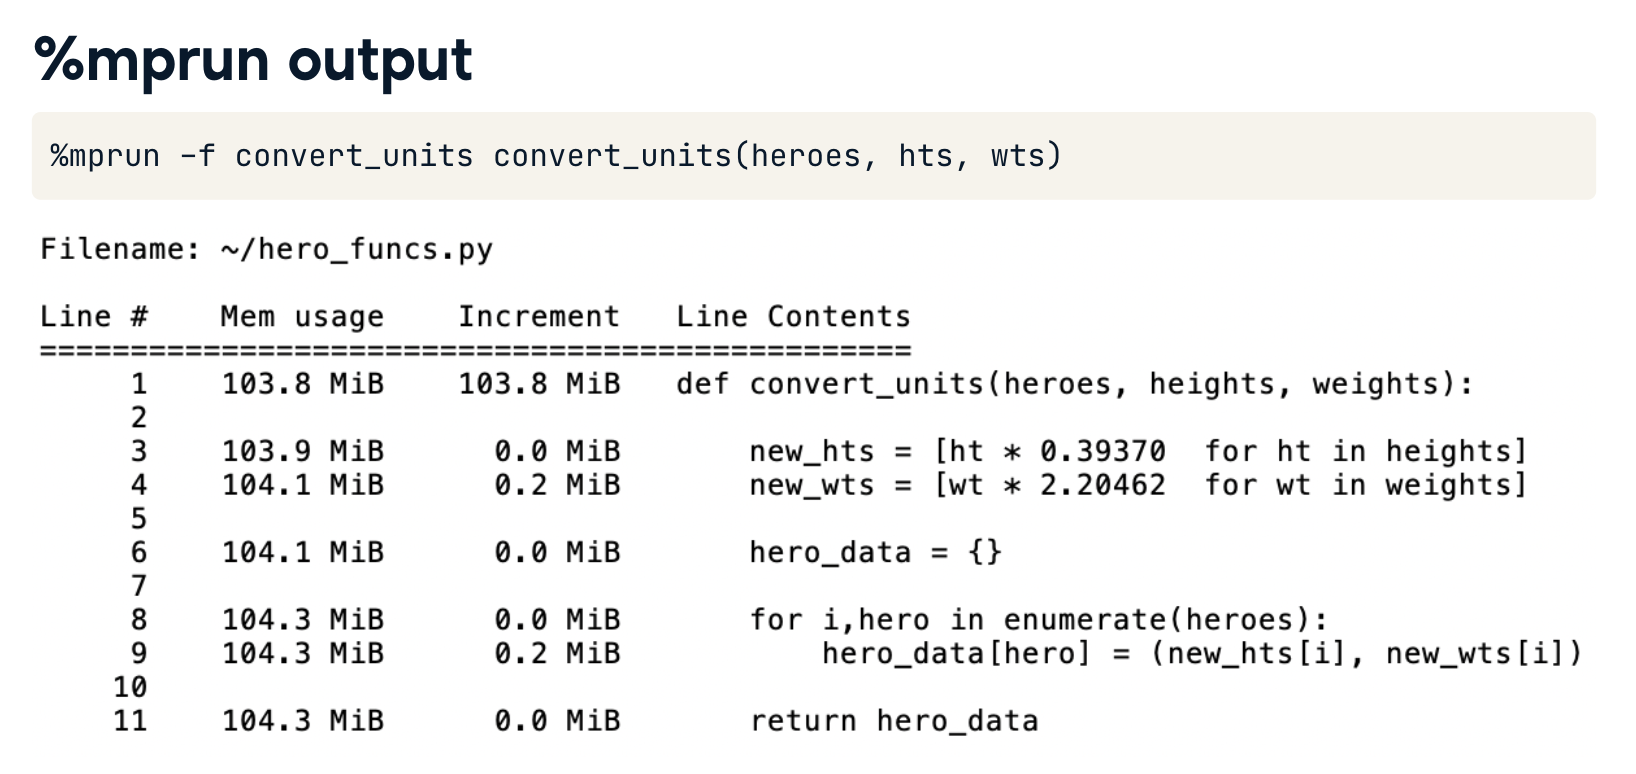 %mprun output
%mprun -f convert_units convert_units(heroes, hts, wts)
Filename: ~/hero_funcs.py
Line #    Mem usage    Increment   Line Contents
================================================
     1    103.8 MiB    103.8 MiB   def convert_units(heroes, heights, weights):
     2
     3    103.9 MiB      0.0 MiB       new_hts = [ht * 0.39370  for ht in heights]
     4    104.1 MiB      0.2 MiB       new_wts = [wt * 2.20462  for wt in weights]
     5
     6    104.1 MiB      0.0 MiB       hero_data = {}
     7
     8    104.3 MiB      0.0 MiB       for i,hero in enumerate(heroes):
     9    104.3 MiB      0.2 MiB           hero_data[hero] = (new_hts[i], new_wts[i])
    10
    11    104.3 MiB      0.0 MiB       return hero_data